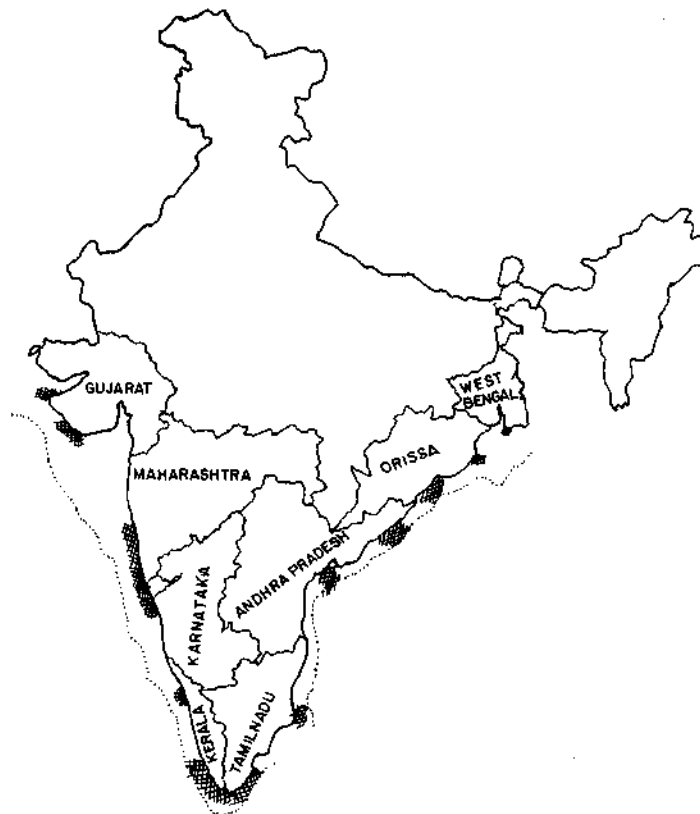 GUJARAT
WEST
BENGAL
ORISSA
MAHARASHTRA
ANDHRA PRADESH
KARNATAKA
KERALA
TAMILNADU